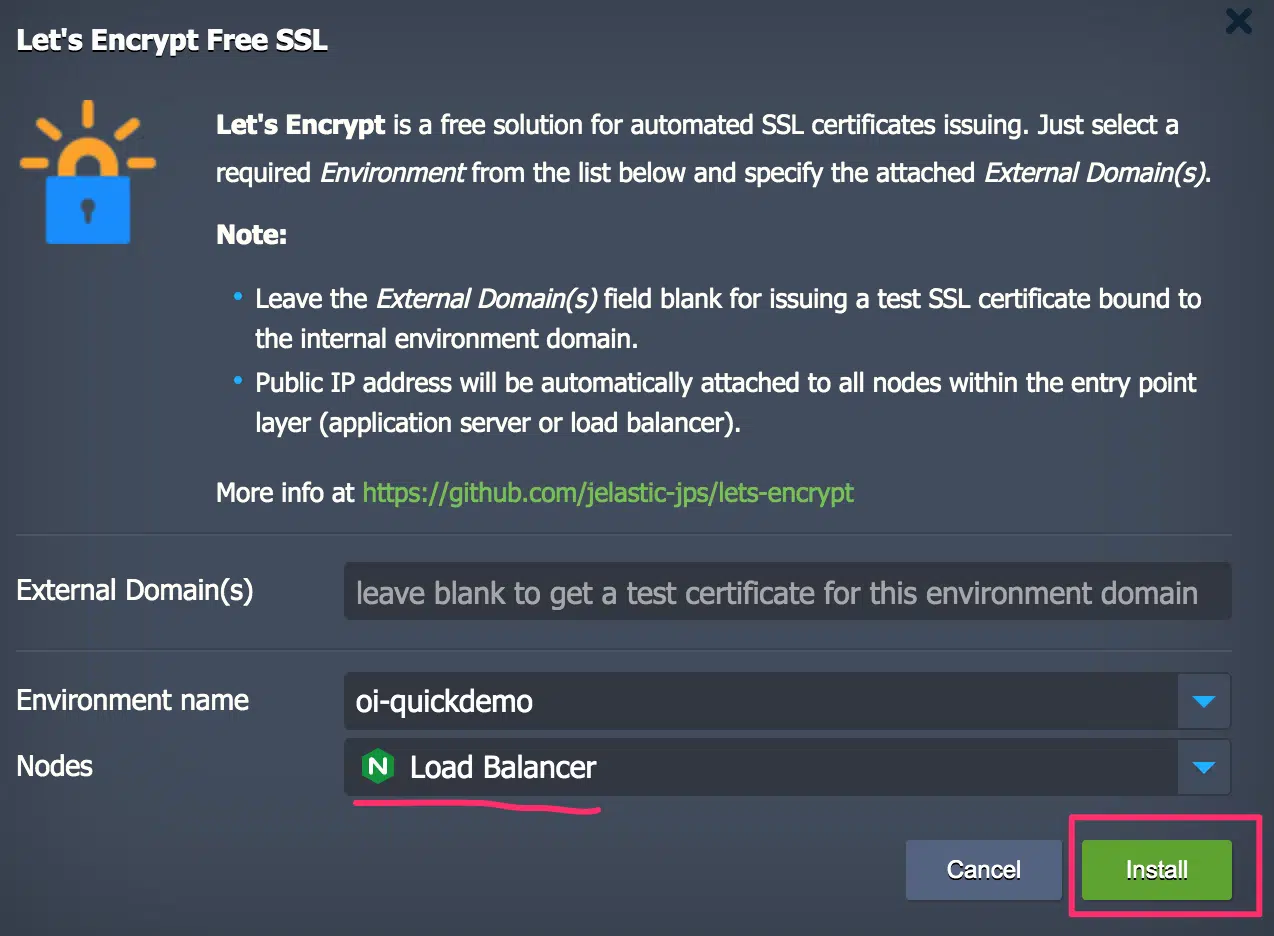 Let's Encrypt Free SSL
Let's Encrypt is a free solution for automated SSL certificates issuing. Just select a
required Environment from the list below and specify the attached External Domain(s).
Note:
Leave the External Domain(s) field blank for issuing a test SSL certificate bound to
the internal environment domain.
Public IP address will be automatically attached to all nodes within the entry point
layer (application server or load balancer).
More info at https://github.com/jelastic-jps/lets-encrypt
External Domain(s) leave blank to get a test certificate for this environment domain
Environment name oi-quickdemo
Nodes N Load Balancer
Cancel Install